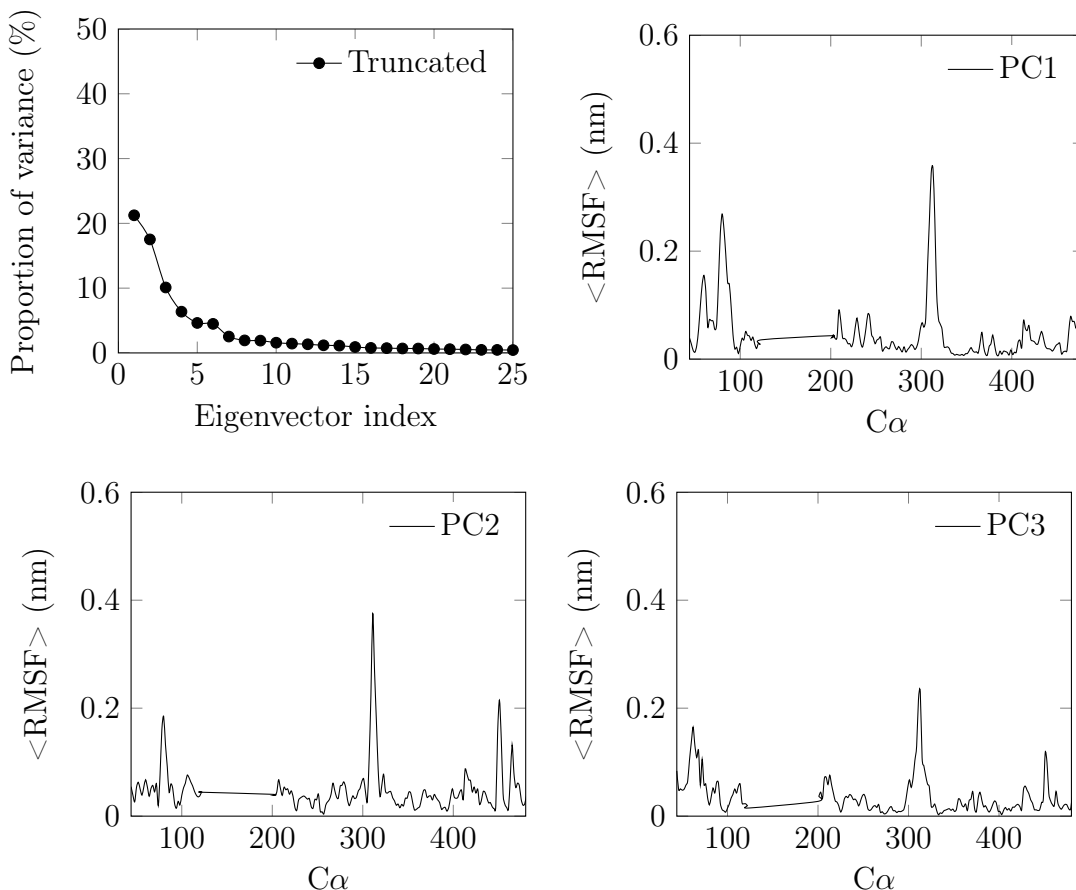 Proportion of variance (%)
50
40
30
20
10
0
0 5 10 15 20 25
Eigenvector index
Truncated
<RMSF> (nm)
0.6
0.4
0.2
0
100 200 300 400
Cα
PC1
<RMSF> (nm)
0.6
0.4
0.2
0
100 200 300 400
Cα
PC2
<RMSF> (nm)
0.6
0.4
0.2
0
100 200 300 400
Cα
PC3